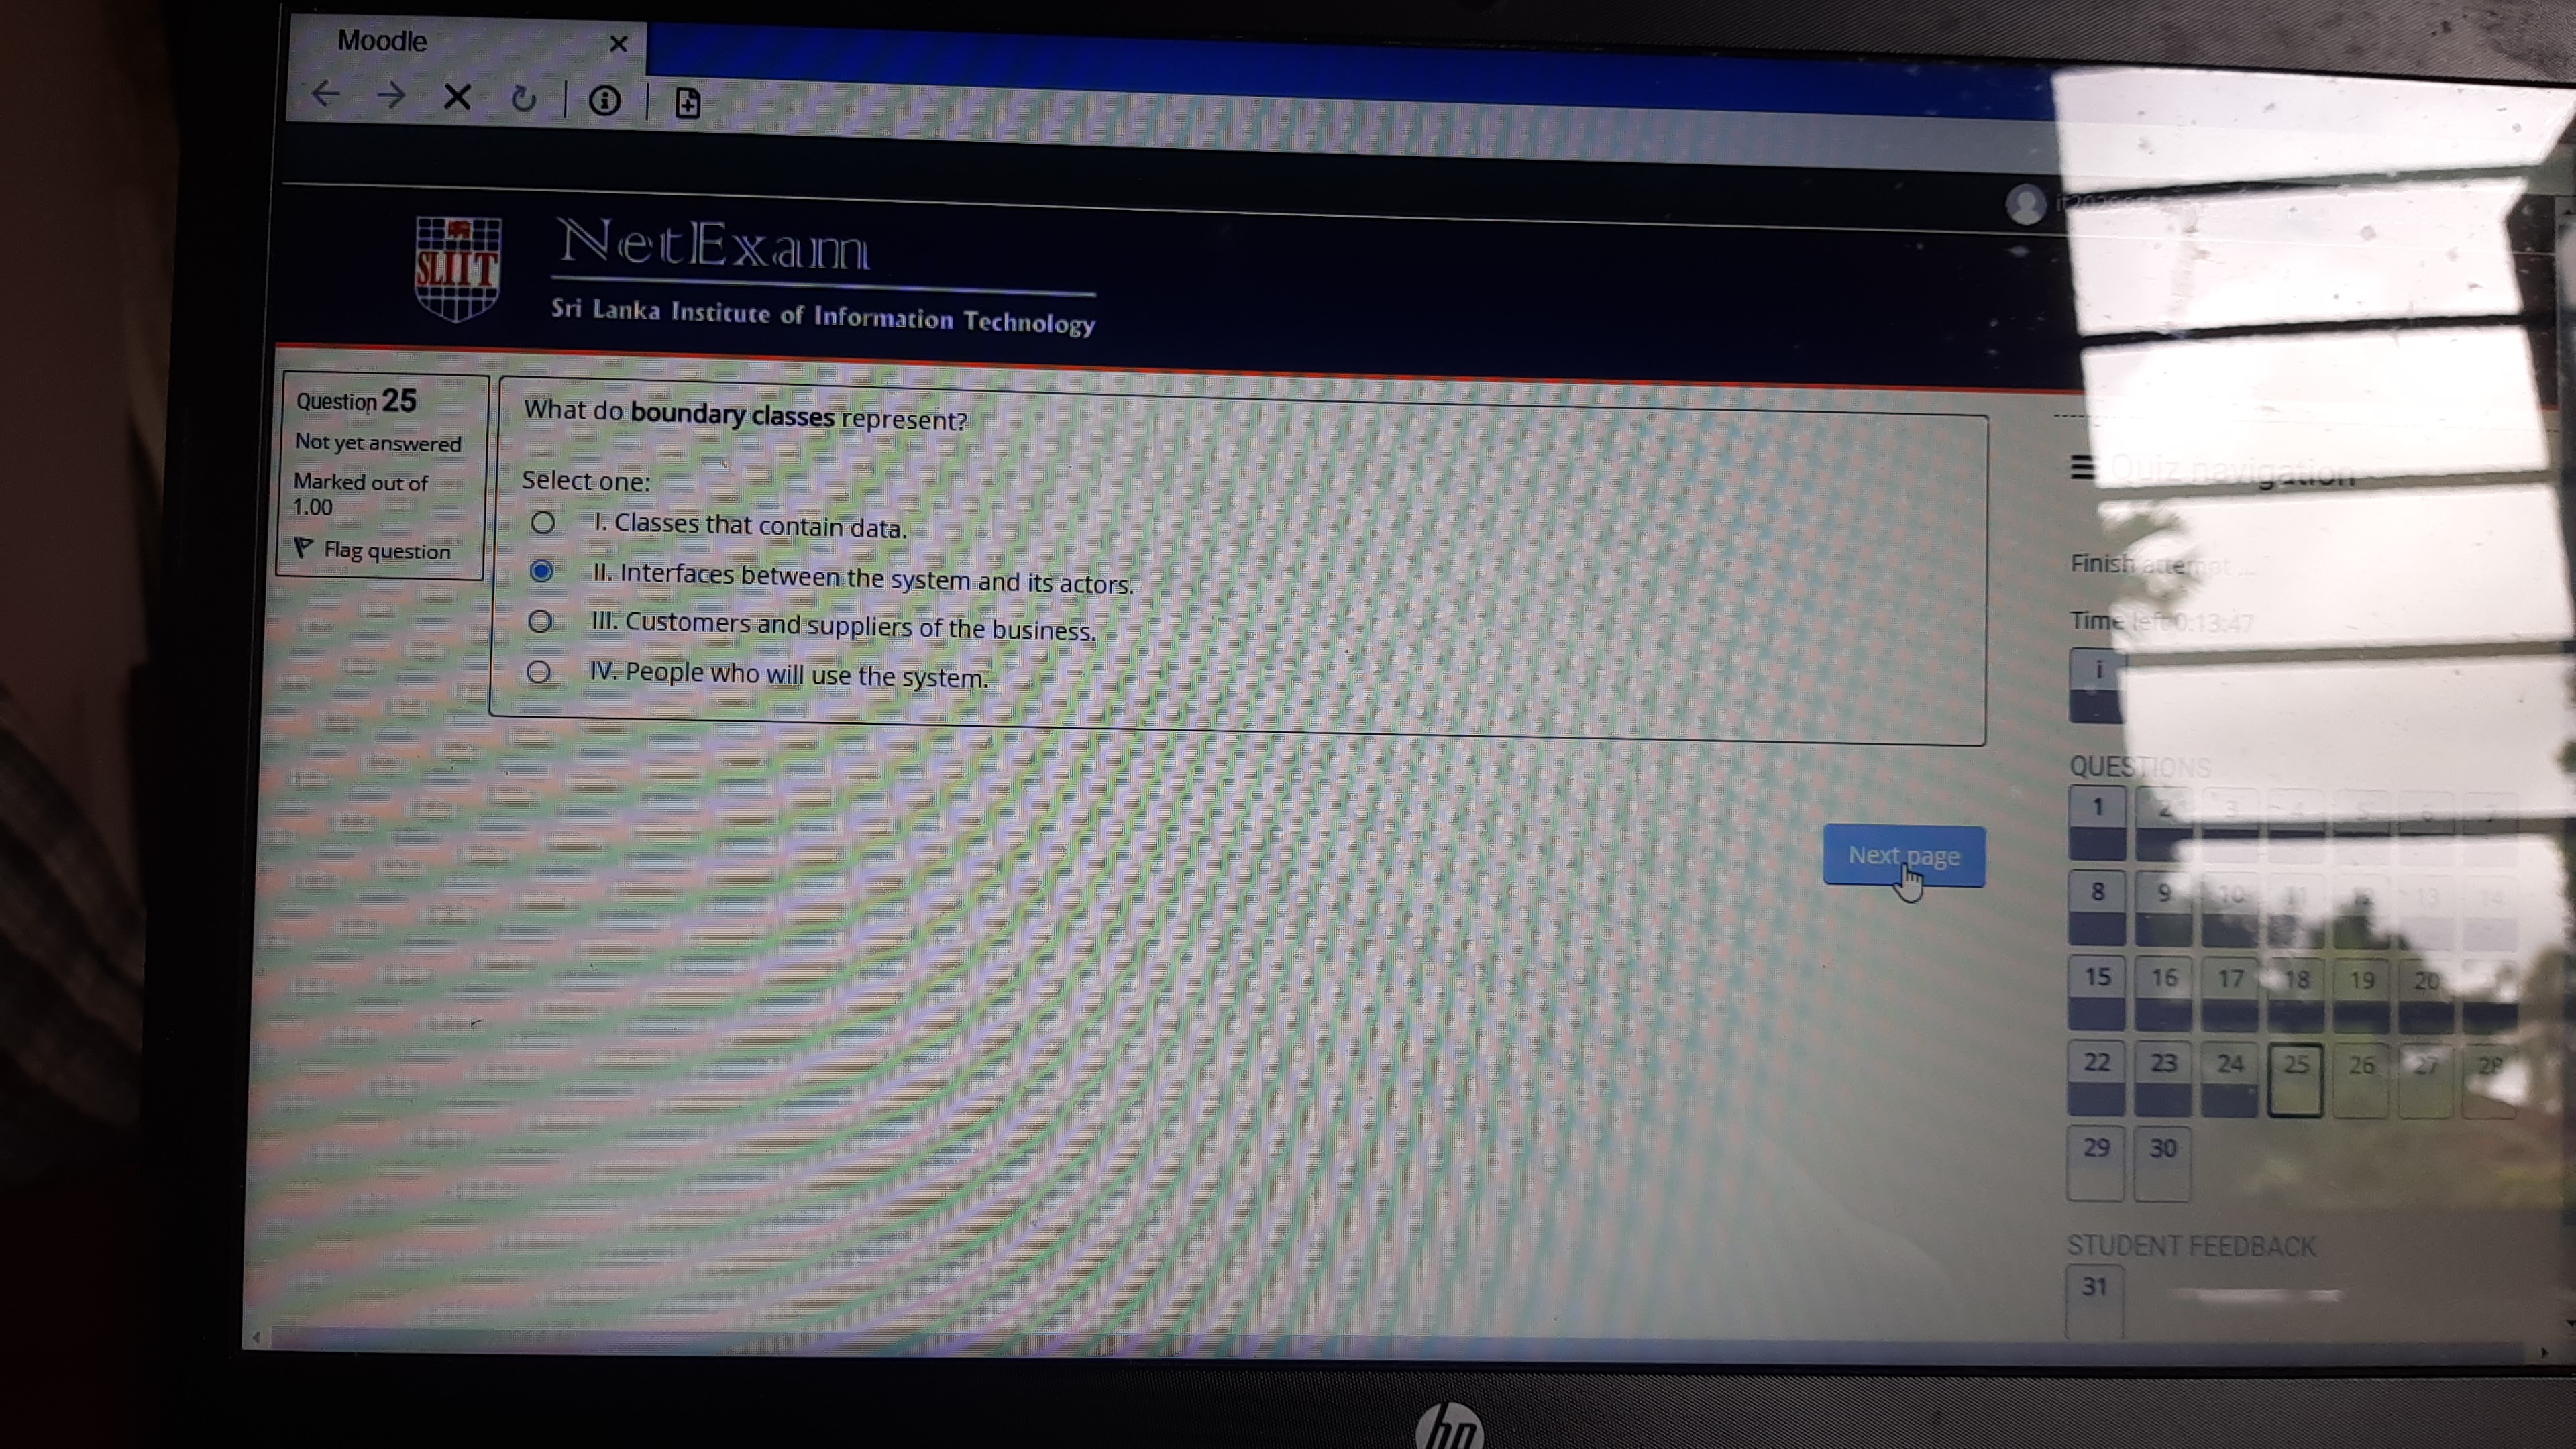 Moodle
SLIIT
NetExam
Sri Lanka Institute of Information Technology
Question 25
Not yet answered
Marked out of
1.00
Flag question
What do boundary classes represent?
Select one:
I. Classes that contain data.
II. Interfaces between the system and its actors.
III. Customers and suppliers of the business.
IV. People who will use the system.
Next page
Quiz navigation
Finish attempt ...
Time left 0:13:47
i
QUESTIONS
1 2 3 4 5 6 7
8 9 10 11 12 13 14
15 16 17 18 19 20
22 23 24 25 26 27 28
29 30
STUDENT FEEDBACK
31
hp